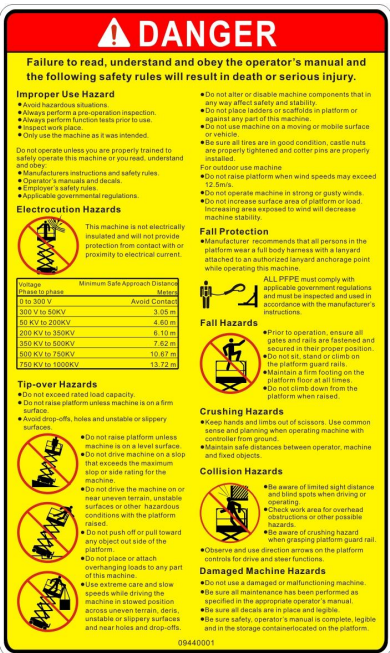 DANGER
Failure to read, understand and obey the operator's manual and
the following safety rules will result in death or serious injury.
Improper Use Hazard
●Avoid hazardous situations.
●Always perform a pre-operation inspection.
●Always perform function tests prior to use.
●Inspect work place.
●Only use the machine as it was intended.
Do not operate unless you are properly trained to
safely operate this machine or you read, understand
and obey:
●Manufacturers instructions and safety rules.
●Operator's manuals and decals.
●Employer's safety rules.
●Applicable governmental regulations.
Electrocution Hazards
This machine is not electrically
insulated and will not provide
protection from contact with or
proximity to electrical current.
Voltage Minimum Safe Approach Distance
Phase to phase Meters
0 to 300 V Avoid Contact
300 V to 50KV 3.05 m
50 KV to 200KV 4.60 m
200 KV to 350KV 6.10 m
350 KV to 500KV 7.62 m
500 KV to 750KV 10.67 m
750 KV to 1000KV 13.72 m
Tip-over Hazards
●Do not exceed rated load capacity.
●Do not raise platform unless machine is on a firm
surface.
●Avoid drop-offs, holes and unstable or slippery
surfaces.
●Do not raise platform unless
machine is on a level surface.
●Do not drive machine on a slop
that exceeds the maximum
slop or side rating for the
machine.
●Do not drive the machine on or
near uneven terrain, unstable
surfaces or other hazardous
conditions with the platform
raised.
●Do not push off or pull toward
any object out side of the
platform.
●Do not place or attach
overhanging loads to any part
of this machine.
●Use extreme care and slow
speeds while driving the
machine in stowed position
across uneven terrain, deris,
unstable or slippery surfaces
and near holes and drop-offs.
●Do not alter or disable machine components that in
any way affect safety and stability.
●Do not place ladders or scaffolds in platform or
against any part of this machine.
●Do not use machine on a moving or mobile surface
or vehicle.
●Be sure all tires are in good condition, castle nuts
are properly tightened and cotter pins are properly
installed.
For outdoor use machine
●Do not raise platform when wind speeds may exceed
12.5m/s.
●Do not operate machine in strong or gusty winds.
●Do not increase surface area of platform or load.
Increasing area exposed to wind will decrease
machine stability.
Fall Protection
●Manufacturer recommends that all persons in the
platform wear a full body harness with a lanyard
attached to an authorized lanyard anchorage point
while operating this machine.
ALL PFPE must comply with
applicable government regulations
and must be inspected and used in
accordance with the manufacturer's
instructions.
Fall Hazards
●Prior to operation, ensure all
gates and rails are fastened and
secured in their proper position.
●Do not sit, stand or climb on
the platform guard rails.
●Maintain a firm footing on the
platform floor at all times.
●Do not climb down from the
platform when raised.
Crushing Hazards
●Keep hands and limbs out of scissors. Use common
sense and planning when operating machine with
controller from ground.
●Maintain safe distances between operator, machine
and fixed objects.
Collision Hazards
●Be aware of limited sight distance
and blind spots when driving or
operating.
●Check work area for overhead
obstructions or other possible
hazards.
●Be aware of crushing hazard
when grasping platform guard rail.
●Observe and use direction arrows on the platform
controls for drive and steer functions.
Damaged Machine Hazards
●Do not use a damaged or malfunctioning machine.
●Be sure all maintenance has been performed as
specified in the appropriate operator's manual.
●Be sure all decals are in place and legible.
●Be sure safety, operator's manual is complete, legible
and in the storage containerlocated on the platform.
09440001